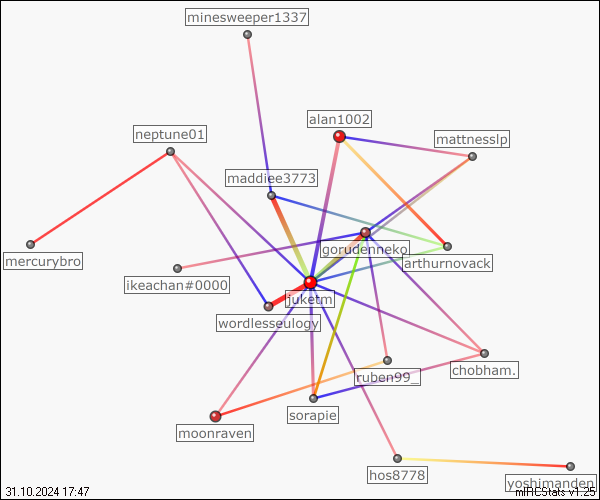 minesweeper1337
alan1002
neptune01
mattnesslp
maddiee3773
gorudenneko
mercurybro
arthurnovack
ikeachan#0000
juketm
wordlesseulogy
chobham.
ruben99_
sorapie
moonraven
hos8778
yoshimanden
31.10.2024 17:47
mIRCStats v1.25